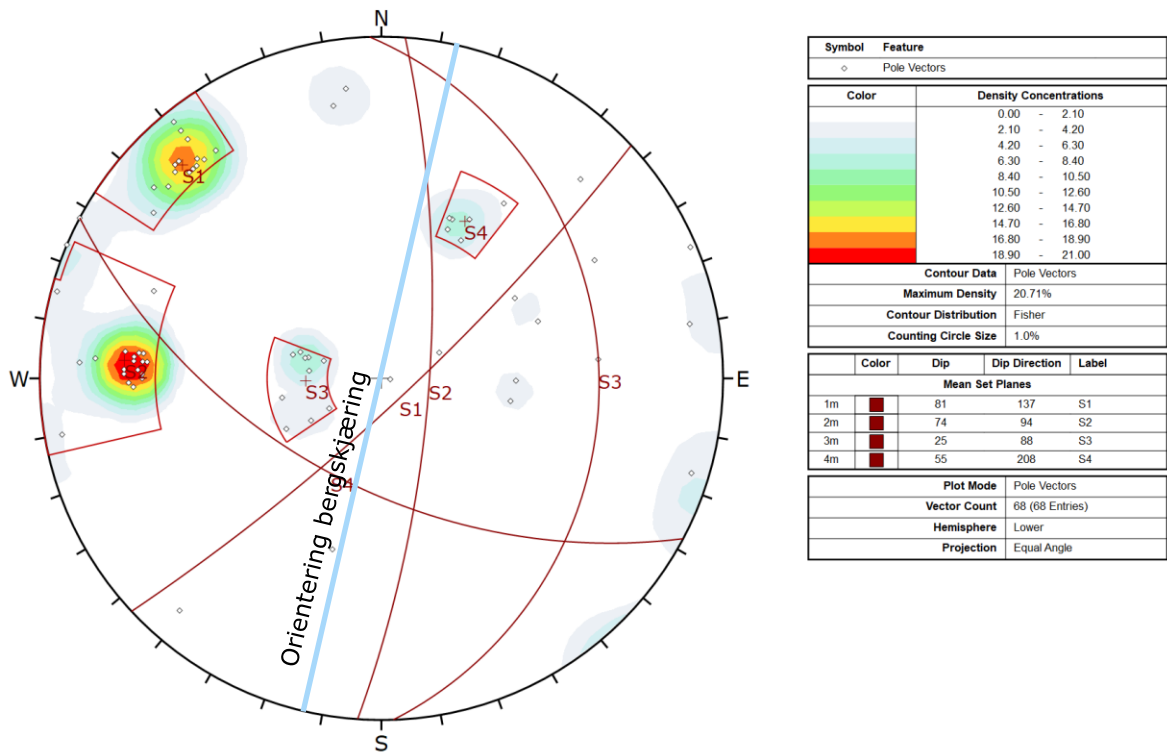 N
S1
S4
W
E
S3
S3
S2
S1
S4
Orientering bergskjæring
S
Symbol Feature
Pole Vectors
Color Density Concentrations
0.00 - 2.10
2.10 - 4.20
4.20 - 6.30
6.30 - 8.40
8.40 - 10.50
10.50 - 12.60
12.60 - 14.70
14.70 - 16.80
16.80 - 18.90
18.90 - 21.00
Contour Data Pole Vectors
Maximum Density 20.71%
Contour Distribution Fisher
Counting Circle Size 1.0%
Color Dip Dip Direction Label
Mean Set Planes
1m 81 137 S1
2m 74 94 S2
3m 25 88 S3
4m 55 208 S4
Plot Mode Pole Vectors
Vector Count 68 (68 Entries)
Hemisphere Lower
Projection Equal Angle